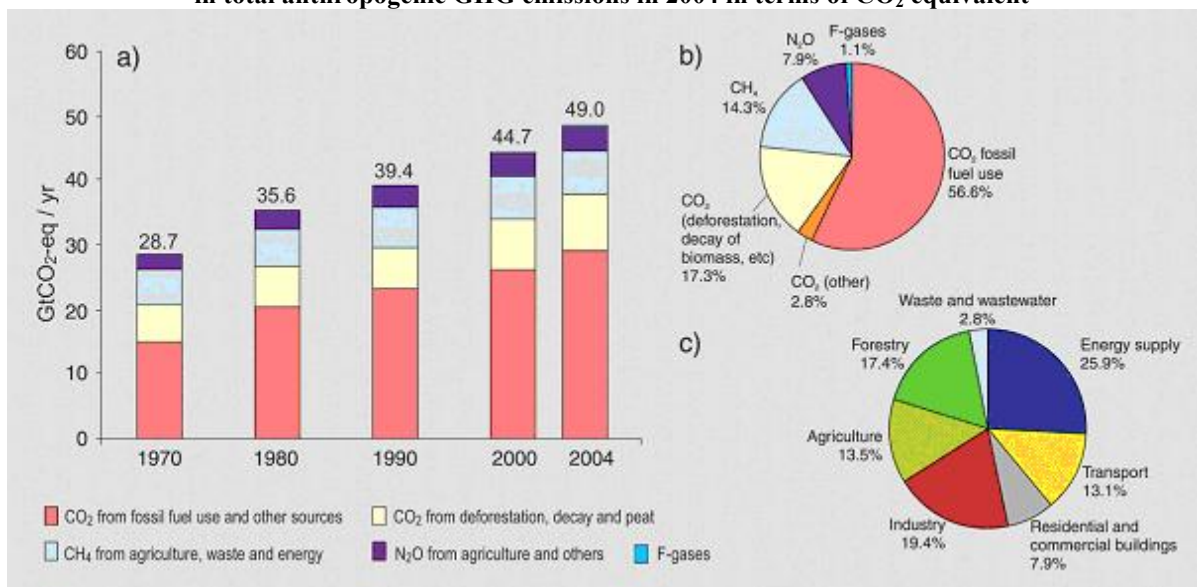 in total anthropogenic GHG emissions in 2004 in terms of CO₂ equivalent
a)
GtCO₂-eq / yr
60
50
40
30
20
10
0
28.7
35.6
39.4
44.7
49.0
1970
1980
1990
2000
2004
CO₂ from fossil fuel use and other sources
CO₂ from deforestation, decay and peat
CH₄ from agriculture, waste and energy
N₂O from agriculture and others
F-gases
b)
F-gases
1.1%
N₂O
7.9%
CH₄
14.3%
CO₂ fossil
fuel use
56.6%
CO₂
(deforestation,
decay of
biomass, etc)
17.3%
CO₂ (other)
2.8%
c)
Waste and wastewater
2.8%
Forestry
17.4%
Energy supply
25.9%
Agriculture
13.5%
Transport
13.1%
Industry
19.4%
Residential and
commercial buildings
7.9%